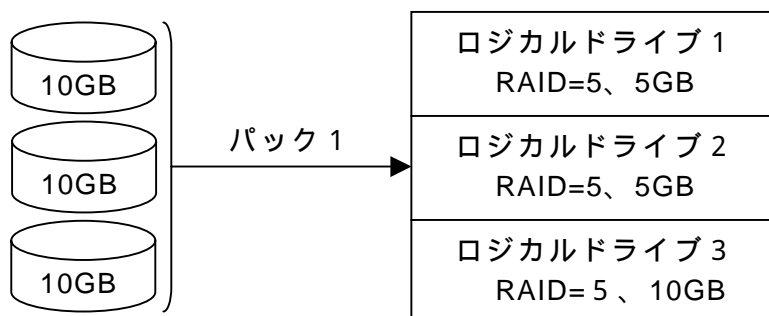 10GB
10GB
10GB
パック1
ロジカルドライブ1
RAID=5、5GB
ロジカルドライブ2
RAID=5、5GB
ロジカルドライブ3
RAID=5、10GB